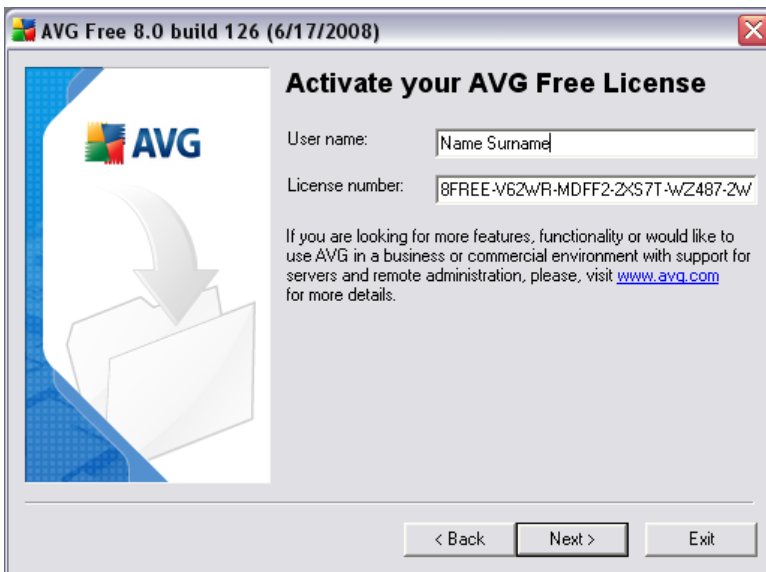 AVG Free 8.0 build 126 (6/17/2008)
AVG
Activate your AVG Free License
User name:
Name Surname
License number:
8FREE-V62WR-MDFF2-2XS7T-WZ487-2W
If you are looking for more features, functionality or would like to
use AVG in a business or commercial environment with support for
servers and remote administration, please, visit www.avg.com
for more details.
< Back
Next >
Exit